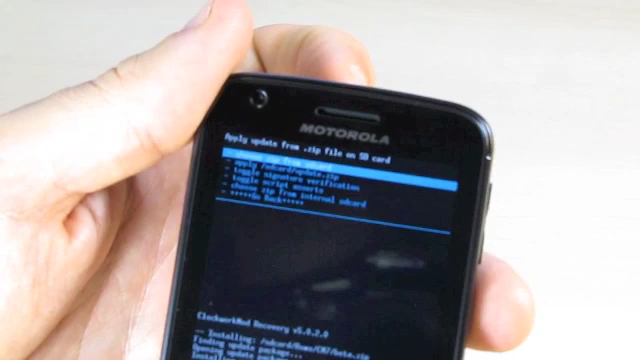 MOTOROLA
Apply update from .zip file on SD card
- choose zip from sdcard
- apply /sdcard/update.zip
- toggle signature verification
- toggle script asserts
- choose zip from internal sdcard
- +++++Go Back+++++
ClockworkMod Recovery v5.0.2.0
-- Installing: /sdcard/Roms/CM7/beta.zip
Finding update package...
Opening update